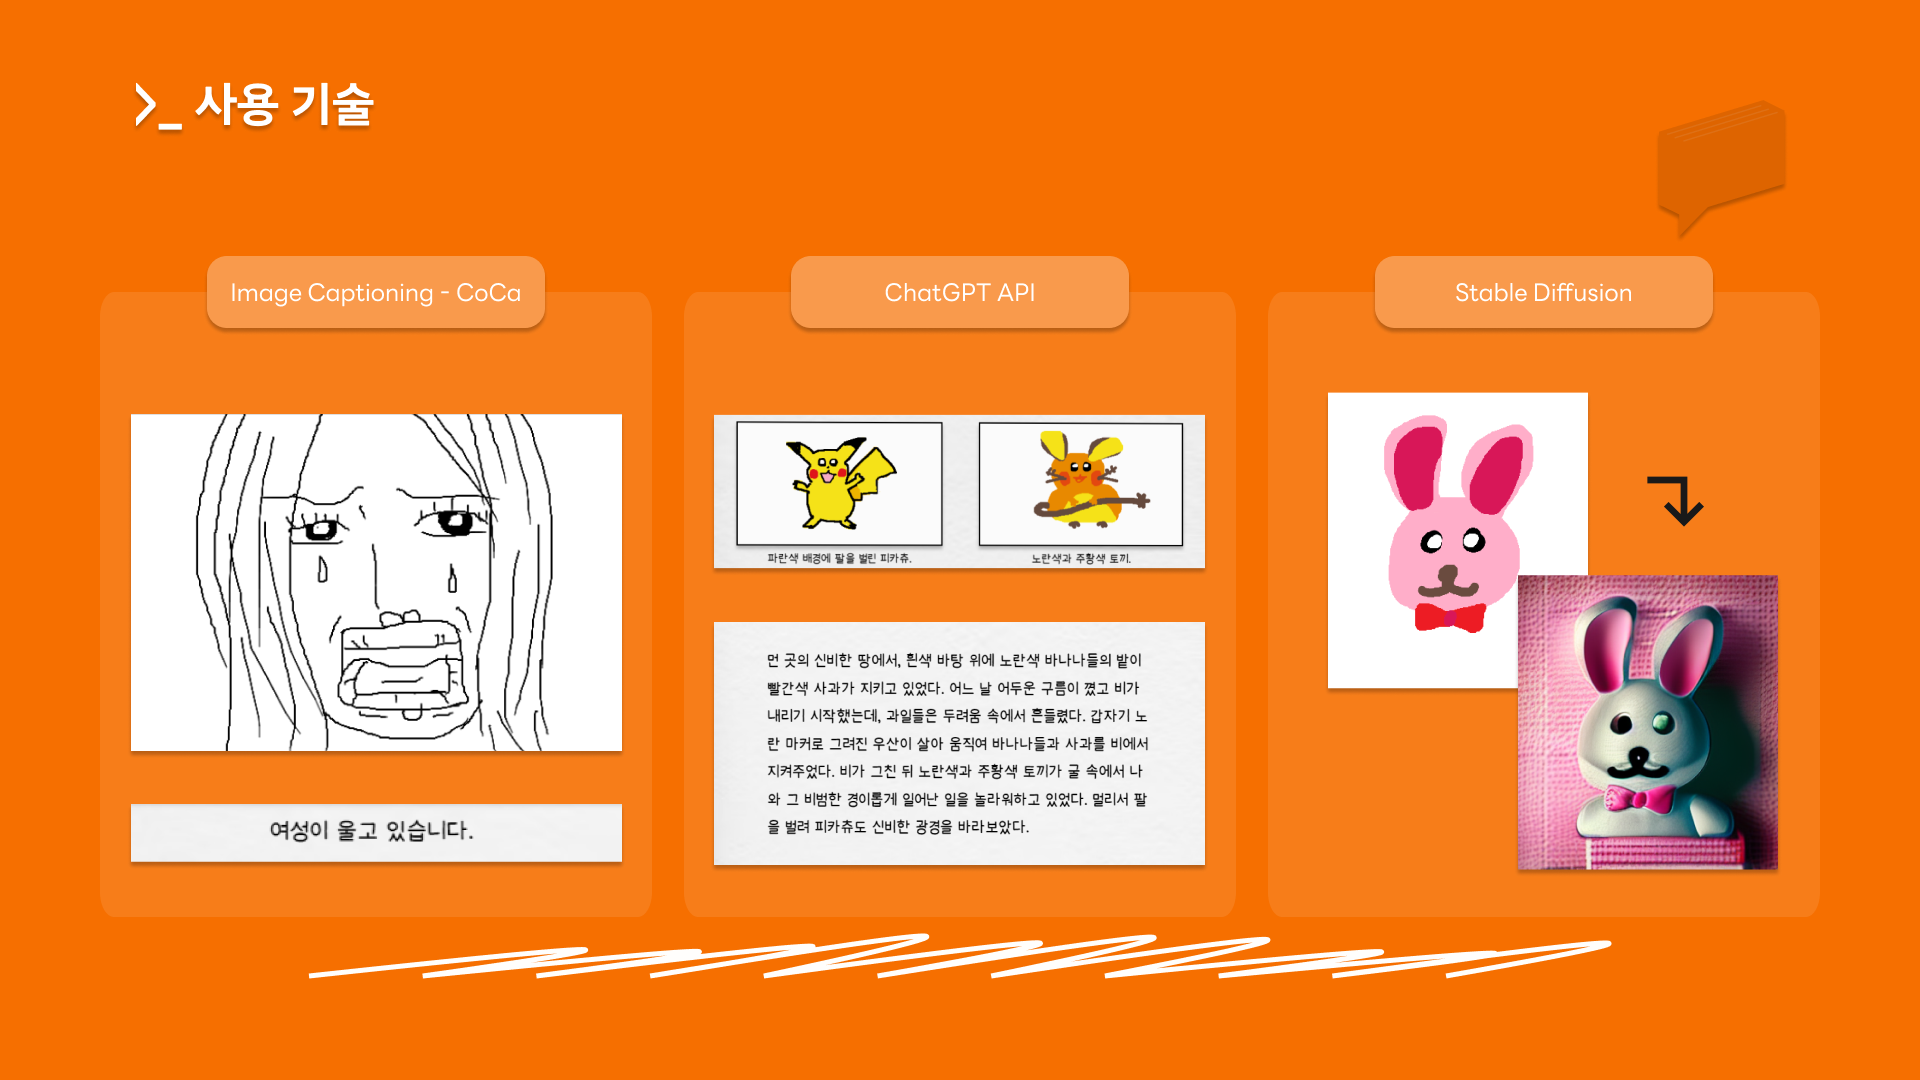 >_ 사용 기술
Image Captioning - CoCa
여성이 울고 있습니다.
ChatGPT API
파란색 배경에 팔을 벌린 피카츄.
노란색과 주황색 토끼.
먼 곳의 신비한 땅에서, 흰색 바탕 위에 노란색 바나나들의 밭이
빨간색 사과가 지키고 있었다. 어느 날 어두운 구름이 꼈고 비가
내리기 시작했는데, 과일들은 두려움 속에서 흔들렸다. 갑자기 노
란 마커로 그려진 우산이 살아 움직여 바나나들과 사과를 비에서
지켜주었다. 비가 그친 뒤 노란색과 주황색 토끼가 굴 속에서 나
와 그 비범한 경이롭게 일어난 일을 놀라워하고 있었다. 멀리서 팔
을 벌려 피카츄도 신비한 광경을 바라보았다.
Stable Diffusion